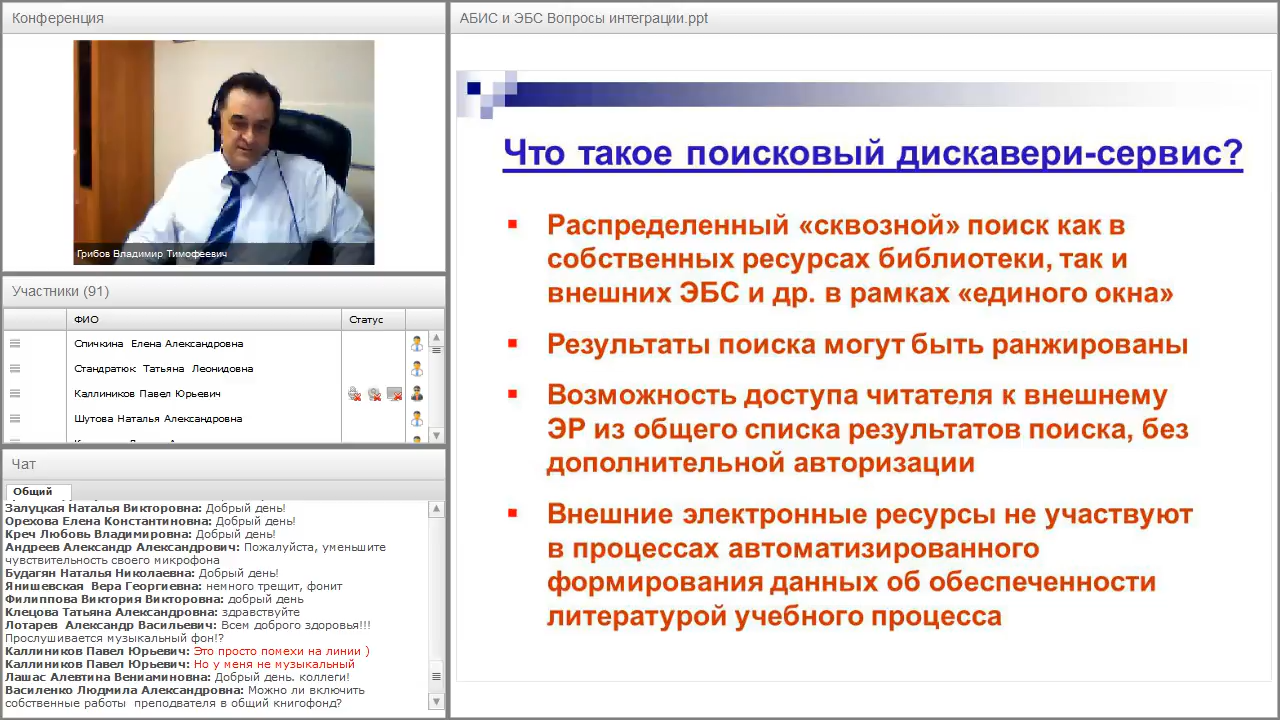 Конференция
Грибов Владимир Тимофеевич
Участники (91)
ФИО
Статус
Спичкина Елена Александровна
Стандратюк Татьяна Леонидовна
Каллиников Павел Юрьевич
Шутова Наталья Александровна
Чат
Общий
Залуцкая Наталья Викторовна: Добрый день!
Орехова Елена Константиновна: Добрый день!
Креч Любовь Владимировна: Добрый день!
Андреев Александр Александрович: Пожалуйста, уменьшите
чувствительность своего микрофона
Будагян Наталья Николаевна: Добрый день!
Янишевская Вера Георгиевна: немного трещит, фонит
Филиппова Виктория Викторовна: добрый день
Клецова Татьяна Александровна: здравствуйте
Лотарев Александр Васильевич: Всем доброго здоровья!!!
Прослушивается музыкальный фон!?
Каллиников Павел Юрьевич: Это просто помехи на линии )
Каллиников Павел Юрьевич: Но у меня не музыкальный
Лашас Алевтина Вениаминовна: Добрый день. коллеги!
Василенко Людмила Александровна: Можно ли включить
собственные работы преподвателя в общий книгофонд?
АБИС и ЭБС Вопросы интеграции.ppt
Что такое поисковый дискавери-сервис?
Распределенный «сквозной» поиск как в
собственных ресурсах библиотеки, так и
внешних ЭБС и др. в рамках «единого окна»
Результаты поиска могут быть ранжированы
Возможность доступа читателя к внешнему
ЭР из общего списка результатов поиска, без
дополнительной авторизации
Внешние электронные ресурсы не участвуют
в процессах автоматизированного
формирования данных об обеспеченности
литературой учебного процесса